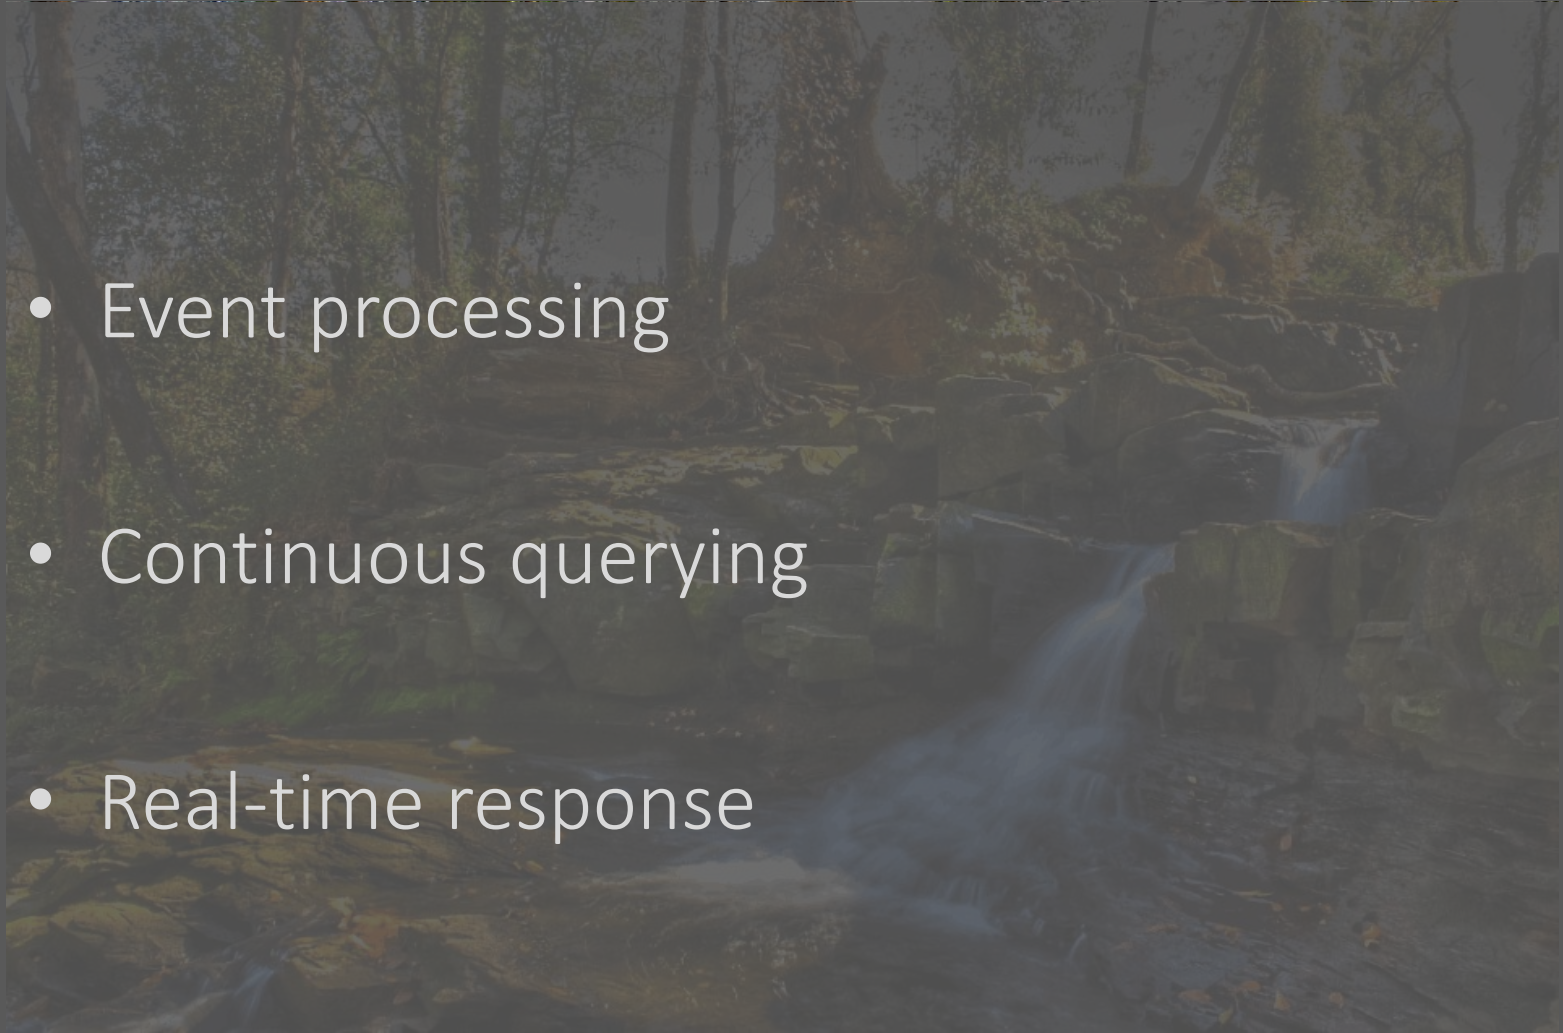 • Event processing
• Continuous querying
• Real-time response